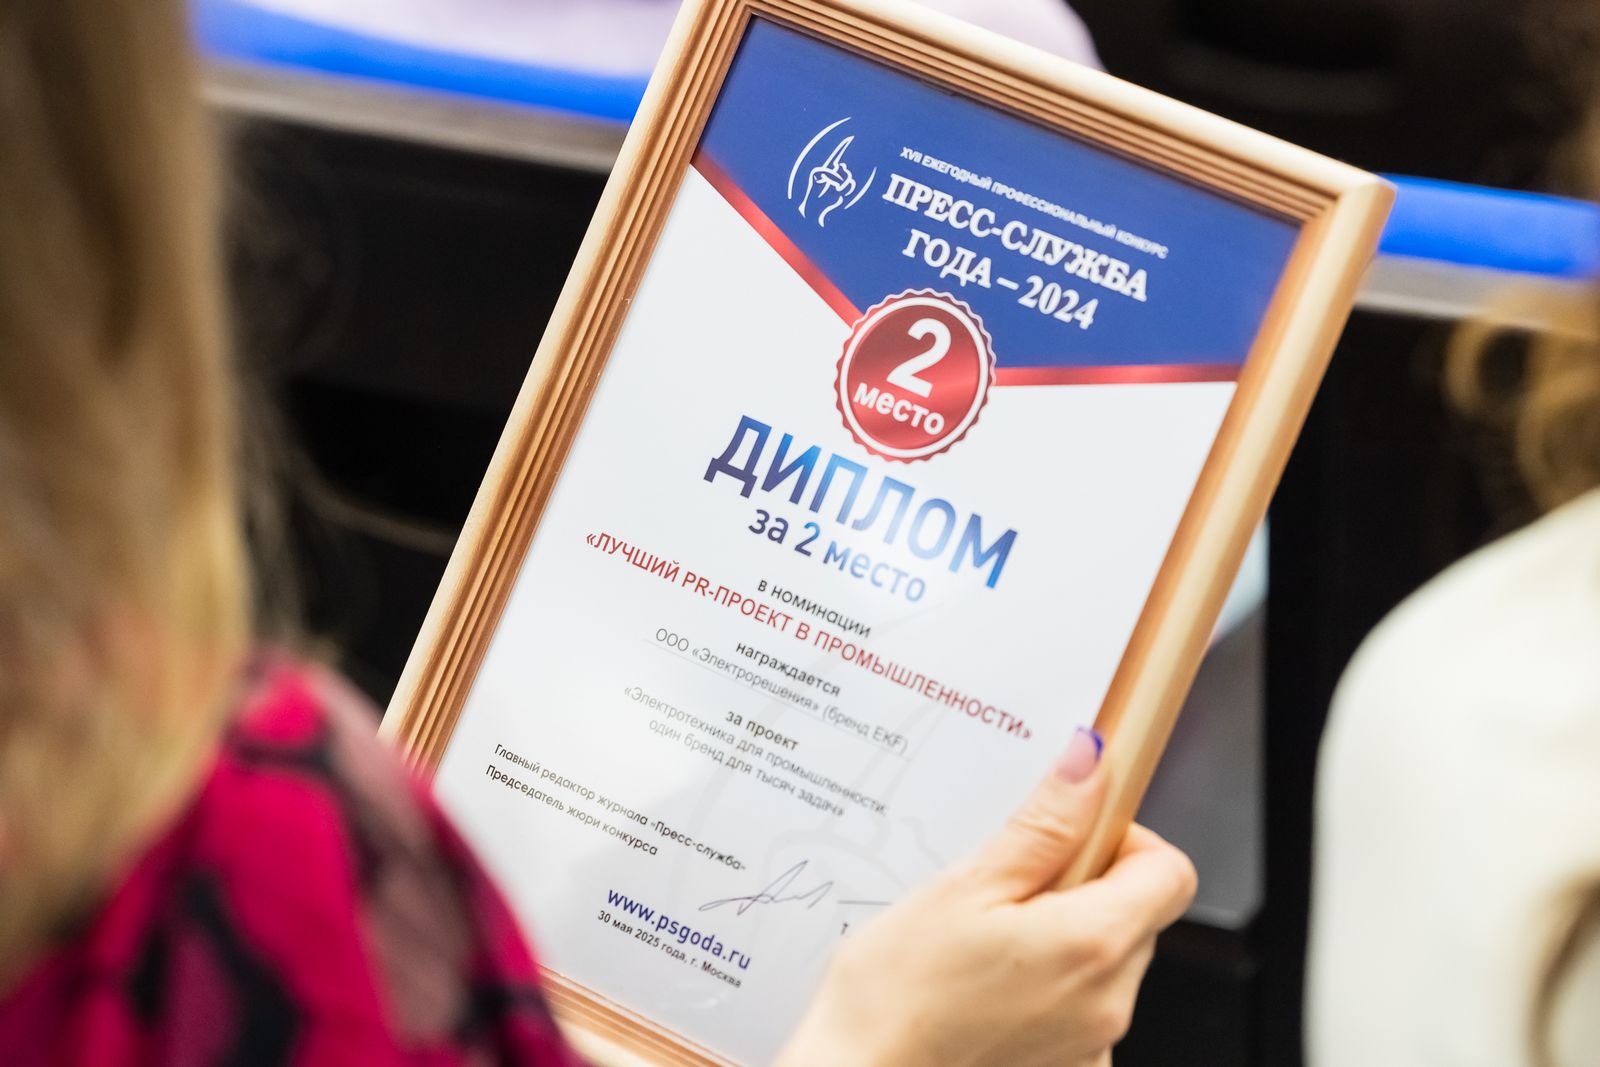 XVII ЕЖЕГОДНЫЙ ПРОФЕССИОНАЛЬНЫЙ КОНКУРС
ПРЕСС-СЛУЖБА
ГОДА – 2024
2
место
ДИПЛОМ
за 2 место
в номинации
«ЛУЧШИЙ PR-ПРОЕКТ В ПРОМЫШЛЕННОСТИ»
награждается
ООО «Электрорешения» (бренд EKF)
за проект
«Электротехника для промышленности:
один бренд для тысяч задач»
Главный редактор журнала «Пресс-служба»
Председатель жюри конкурса
www.psgoda.ru
30 мая 2025 года, г. Москва